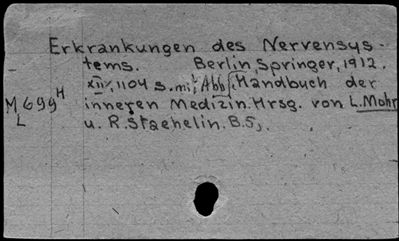 Erkrankungen des Nervensys-
tems. Berlin, Springer, 1912.
XII, 1104 S. mit Abb. (Handbuch der
M 699 H inneren Medizin. Hrsg. von L. Mohr
L u. R. Staehelin. B. 5).